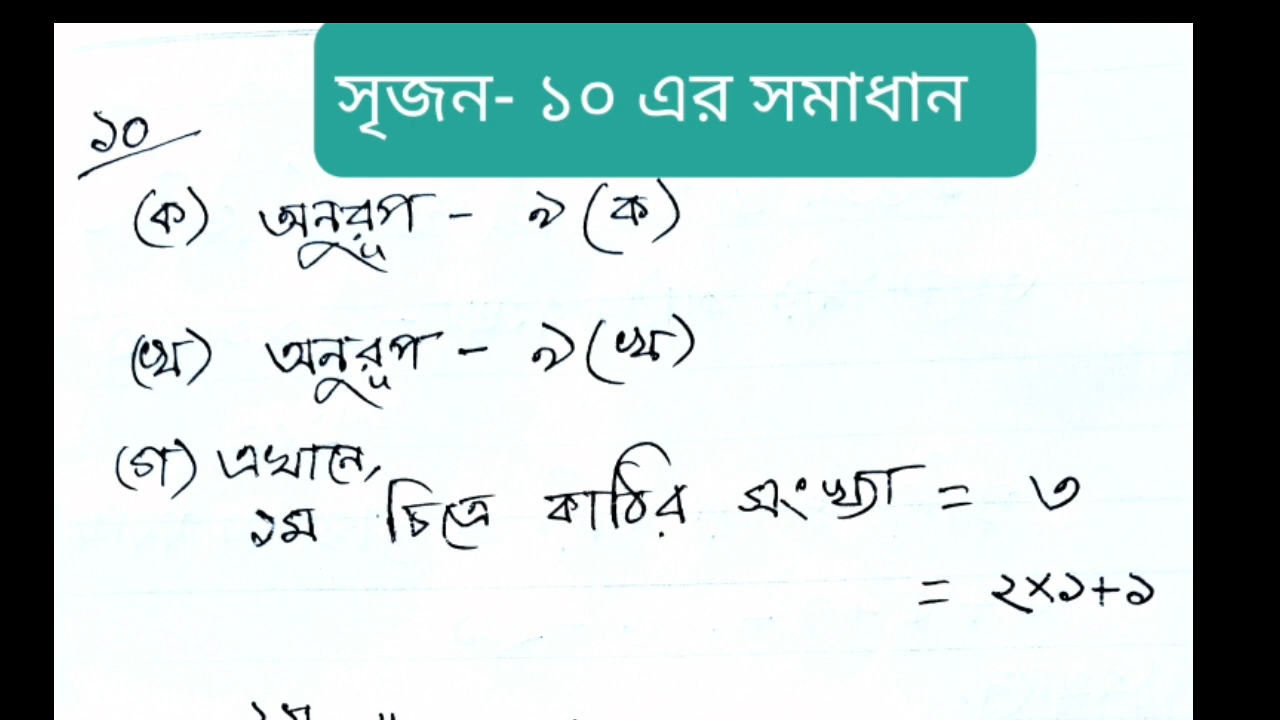 সৃজন- ১০ এর সমাধান
১০
(ক) অনুরূপ - ৯ (ক)
(খ) অনুরূপ - ৯ (খ)
(গ) এখানে,
১ম চিত্রে কাঠির সংখ্যা = ৩
= ২×১+১